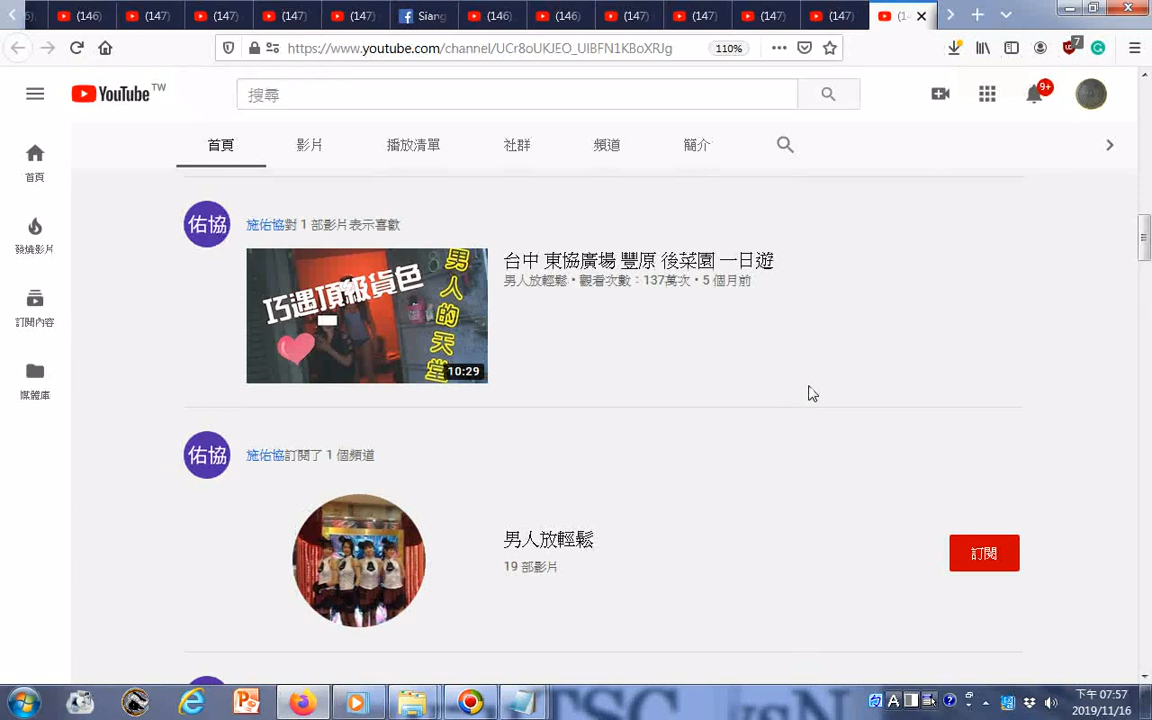 (146)
(147)
(147)
(147)
(147)
Siang
(146)
(146)
(147)
(147)
(147)
(147)
(1
https://www.youtube.com/channel/UCr8oUKJEO_UIBFN1KBoXRJg
110%
7
YouTube TW
搜尋
9+
首頁
影片
播放清單
社群
頻道
簡介
首頁
發燒影片
訂閱內容
媒體庫
佑協
施佑協對 1 部影片表示喜歡
巧遇頂級貨色
男人的天堂
10:29
台中 東協廣場 豐原 後菜園 一日遊
男人放輕鬆 • 觀看次數：137萬次 • 5 個月前
佑協
施佑協訂閱了 1 個頻道
男人放輕鬆
19 部影片
訂閱
下午 07:57
2019/11/16